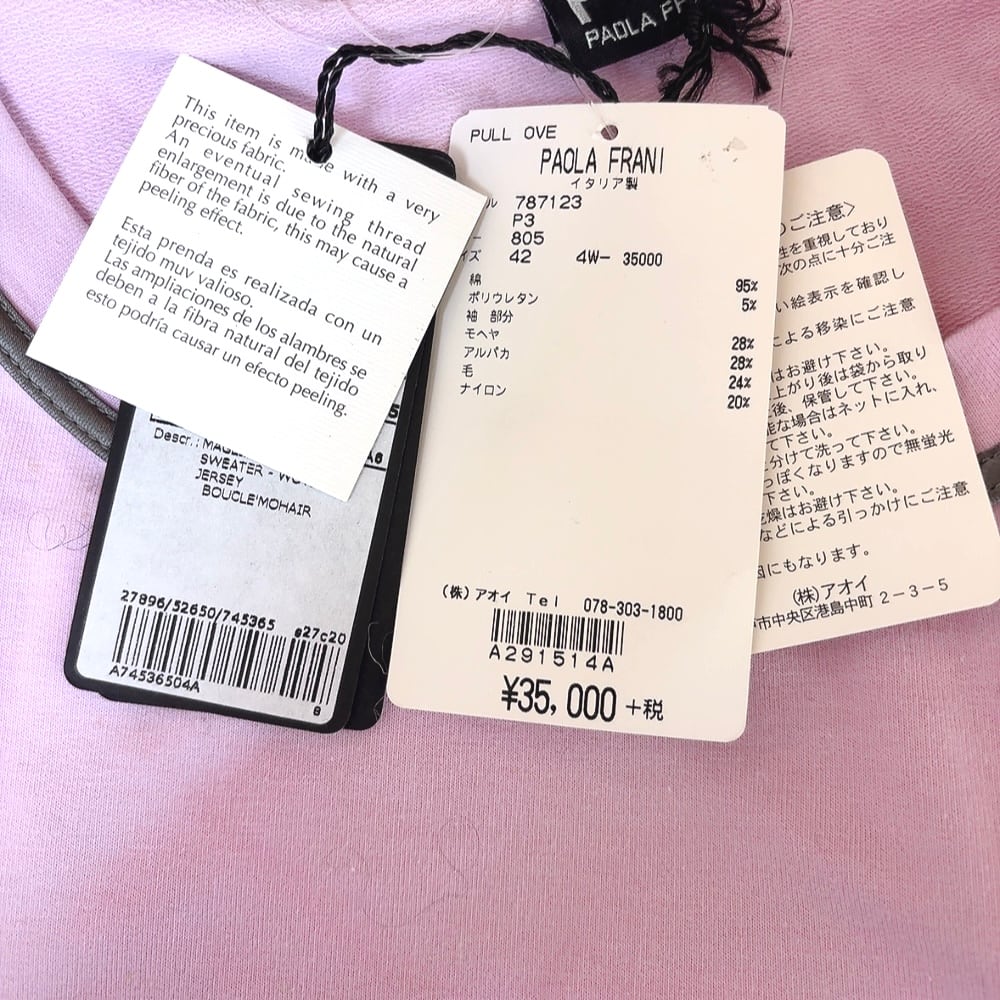 PAOLA FR
This item is made with a very
precious fabric.
An eventual sewing thread
enlargement is due to the natural
fiber of the fabric, this may cause a
peeling effect.
Esta prenda es realizada con un
tejido muv valioso.
Las ampliaciones de los alambres se
deben a la fibra natural del tejido
esto podría causar un efecto peeling.
Descr.:
SWEATER -
JERSEY
BOUCLE'MOHAIR
27896/52650/745365 e27c20
A74536504A
8
PULL OVE
PAOLA FRANI
イタリア製
ル 787123
P3
ー 805
イズ 42 4W- 35000
綿 95%
ポリウレタン 5%
袖 部分
モヘヤ 28%
アルパカ 28%
毛 24%
ナイロン 20%
(株) アオイ Tel 078-303-1800
A291514A
¥35,000+税
のご注意〉
性を重視しており
次の点に十分ご注
い絵表示を確認し
による移染にご注意
はお避け下さい。
上がり後は袋から取り
後、保管して下さい。
能な場合はネットに入れ、
て下さい。
分けて洗って下さい。
っぽくなりますので無蛍光
下さい。
乾燥はお避け下さい。
などによる引っかけにご注意
因にもなります。
(株)アオイ
市中央区港島中町 2－3－5